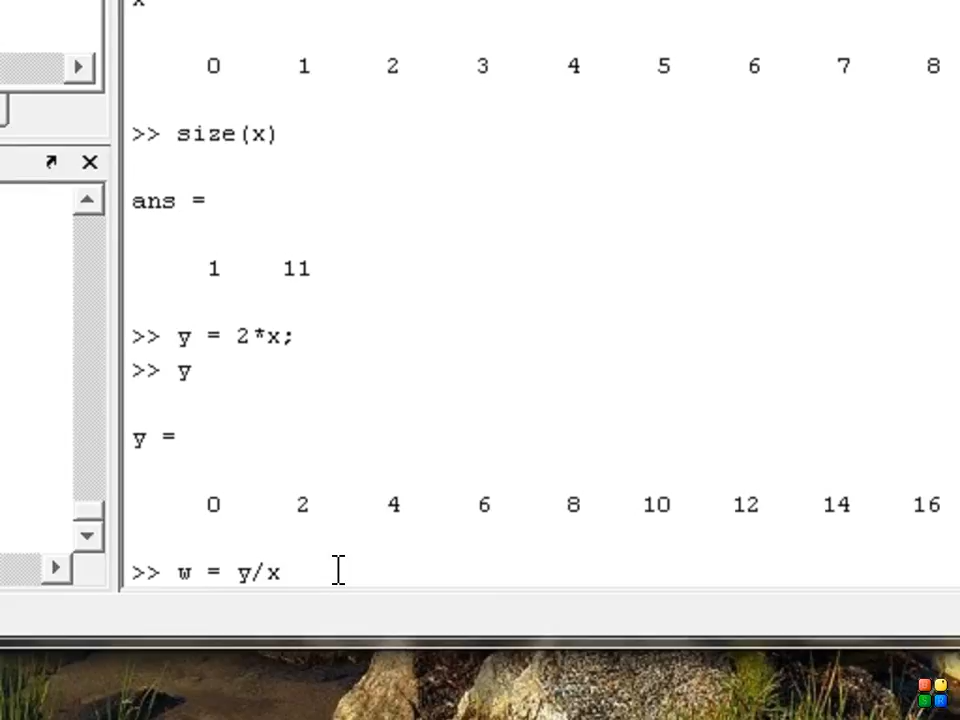 x
0 1 2 3 4 5 6 7 8
>> size(x)
ans =
1 11
>> y = 2*x;
>> y
y =
0 2 4 6 8 10 12 14 16
>> w = y/x